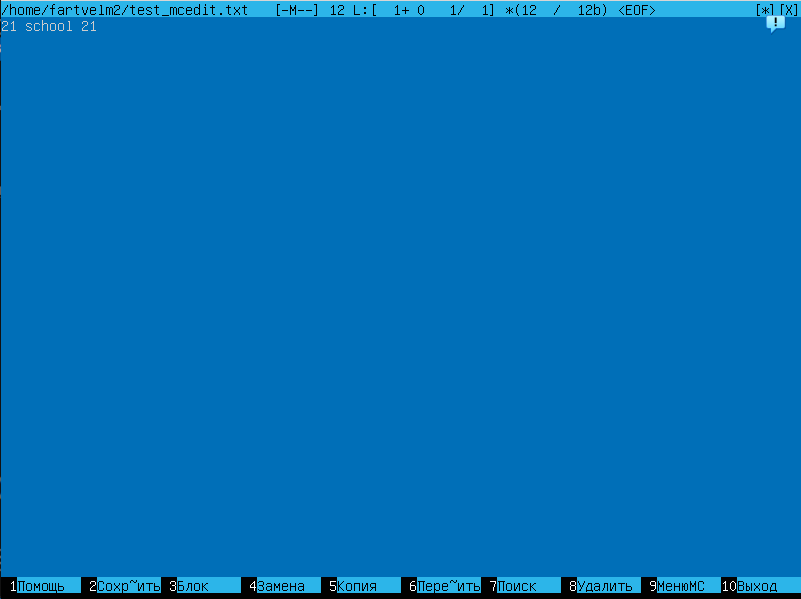 /home/fartvelm2/test_mcedit.txt [-M--] 12 L:[ 1+ 0 1/ 1] *(12 / 12b) <EOF> [*][X]
21 school 21
1Помощь 2Сохр~ить 3Блок 4Замена 5Копия 6Пере~ить 7Поиск 8Удалить 9МенюMC 10Выход